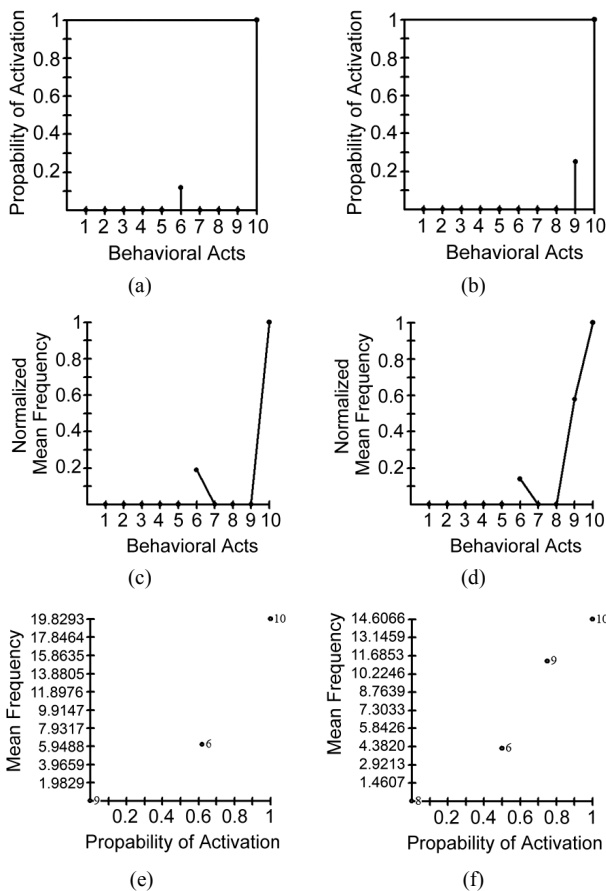 1
0.8
0.6
0.4
0.2
Propability of Activation
1 2 3 4 5 6 7 8 9 10
Behavioral Acts
(a)
1
0.8
0.6
0.4
0.2
Propability of Activation
1 2 3 4 5 6 7 8 9 10
Behavioral Acts
(b)
1
0.8
0.6
0.4
0.2
Normalized
Mean Frequency
1 2 3 4 5 6 7 8 9 10
Behavioral Acts
(c)
1
0.8
0.6
0.4
0.2
Normalized
Mean Frequency
1 2 3 4 5 6 7 8 9 10
Behavioral Acts
(d)
19.8293
17.8464
15.8635
13.8805
11.8976
9.9147
7.9317
5.9488
3.9659
1.9829
Mean Frequency
10
6
9
0.2 0.4 0.6 0.8 1
Propability of Activation
(e)
14.6066
13.1459
11.6853
10.2246
8.7639
7.3033
5.8426
4.3820
2.9213
1.4607
Mean Frequency
10
9
6
8
0.2 0.4 0.6 0.8 1
Propability of Activation
(f)